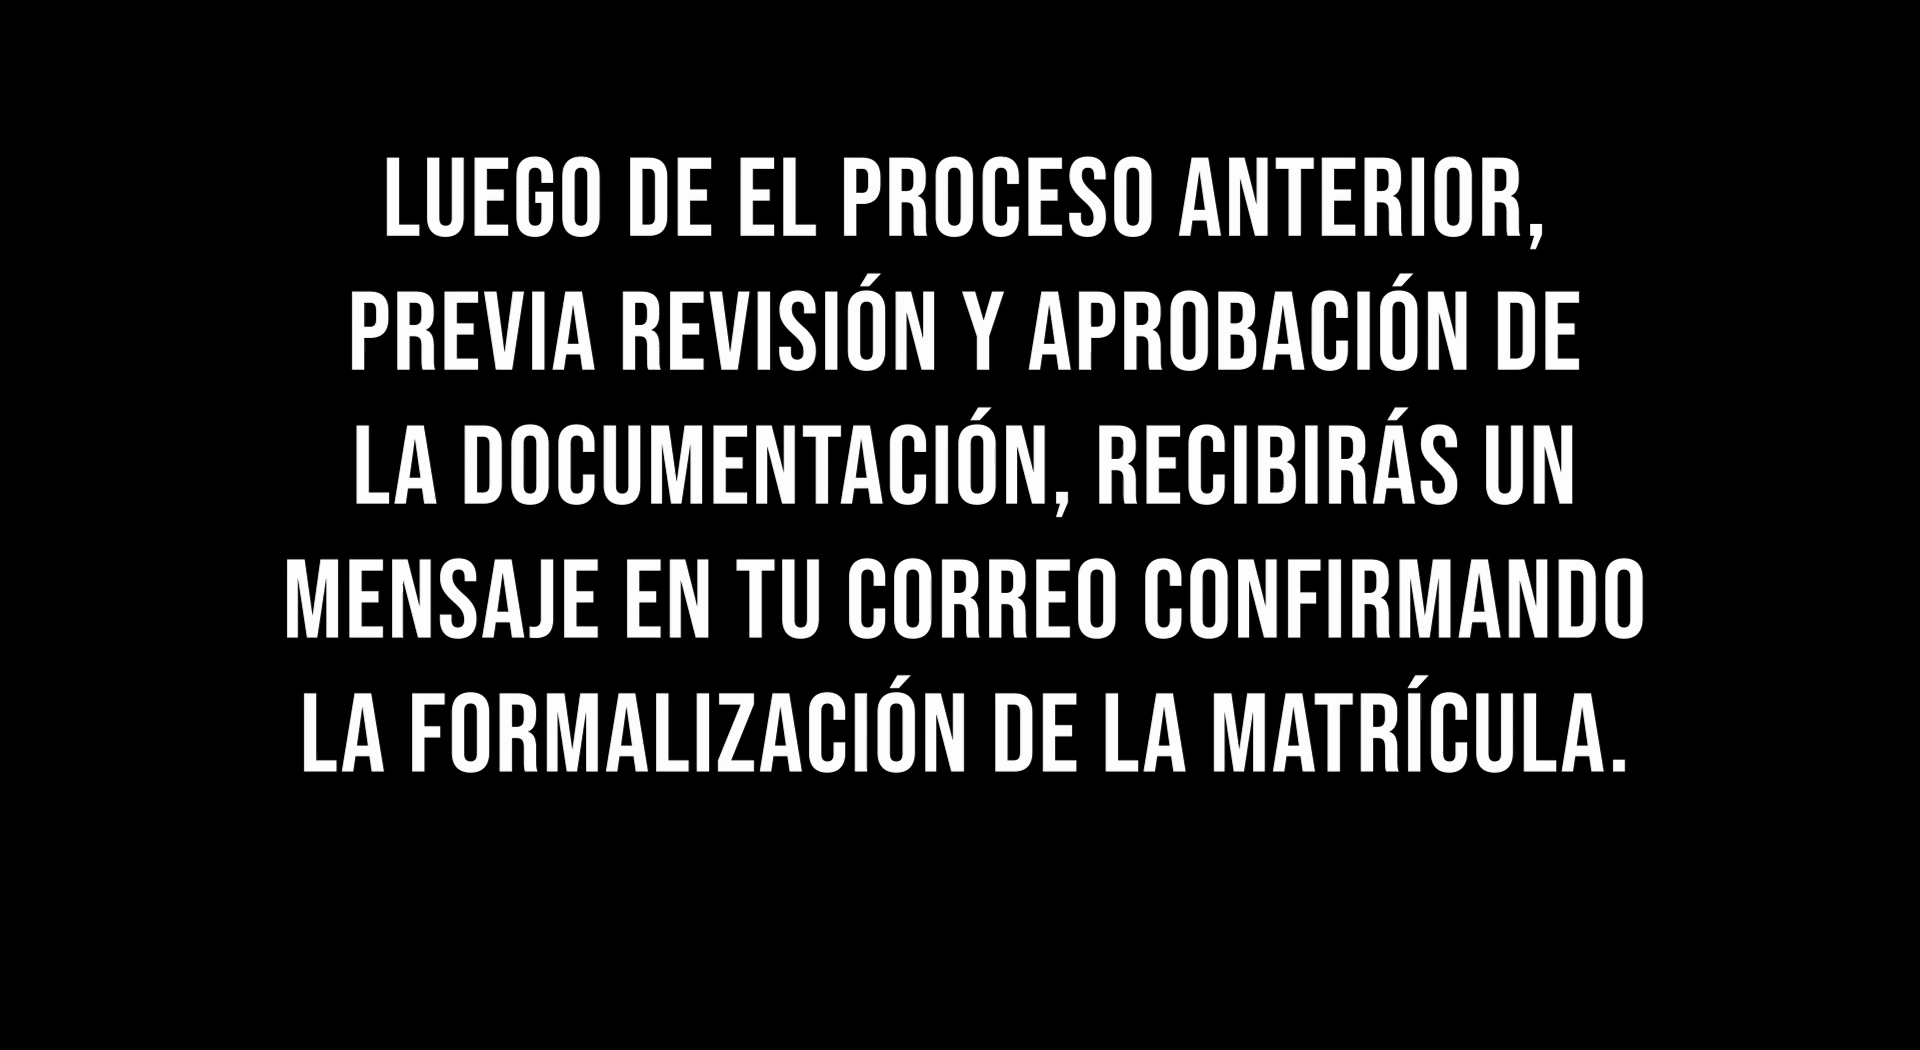 LUEGO DE EL PROCESO ANTERIOR,
PREVIA REVISIÓN Y APROBACIÓN DE
LA DOCUMENTACIÓN, RECIBIRÁS UN
MENSAJE EN TU CORREO CONFIRMANDO
LA FORMALIZACIÓN DE LA MATRÍCULA.